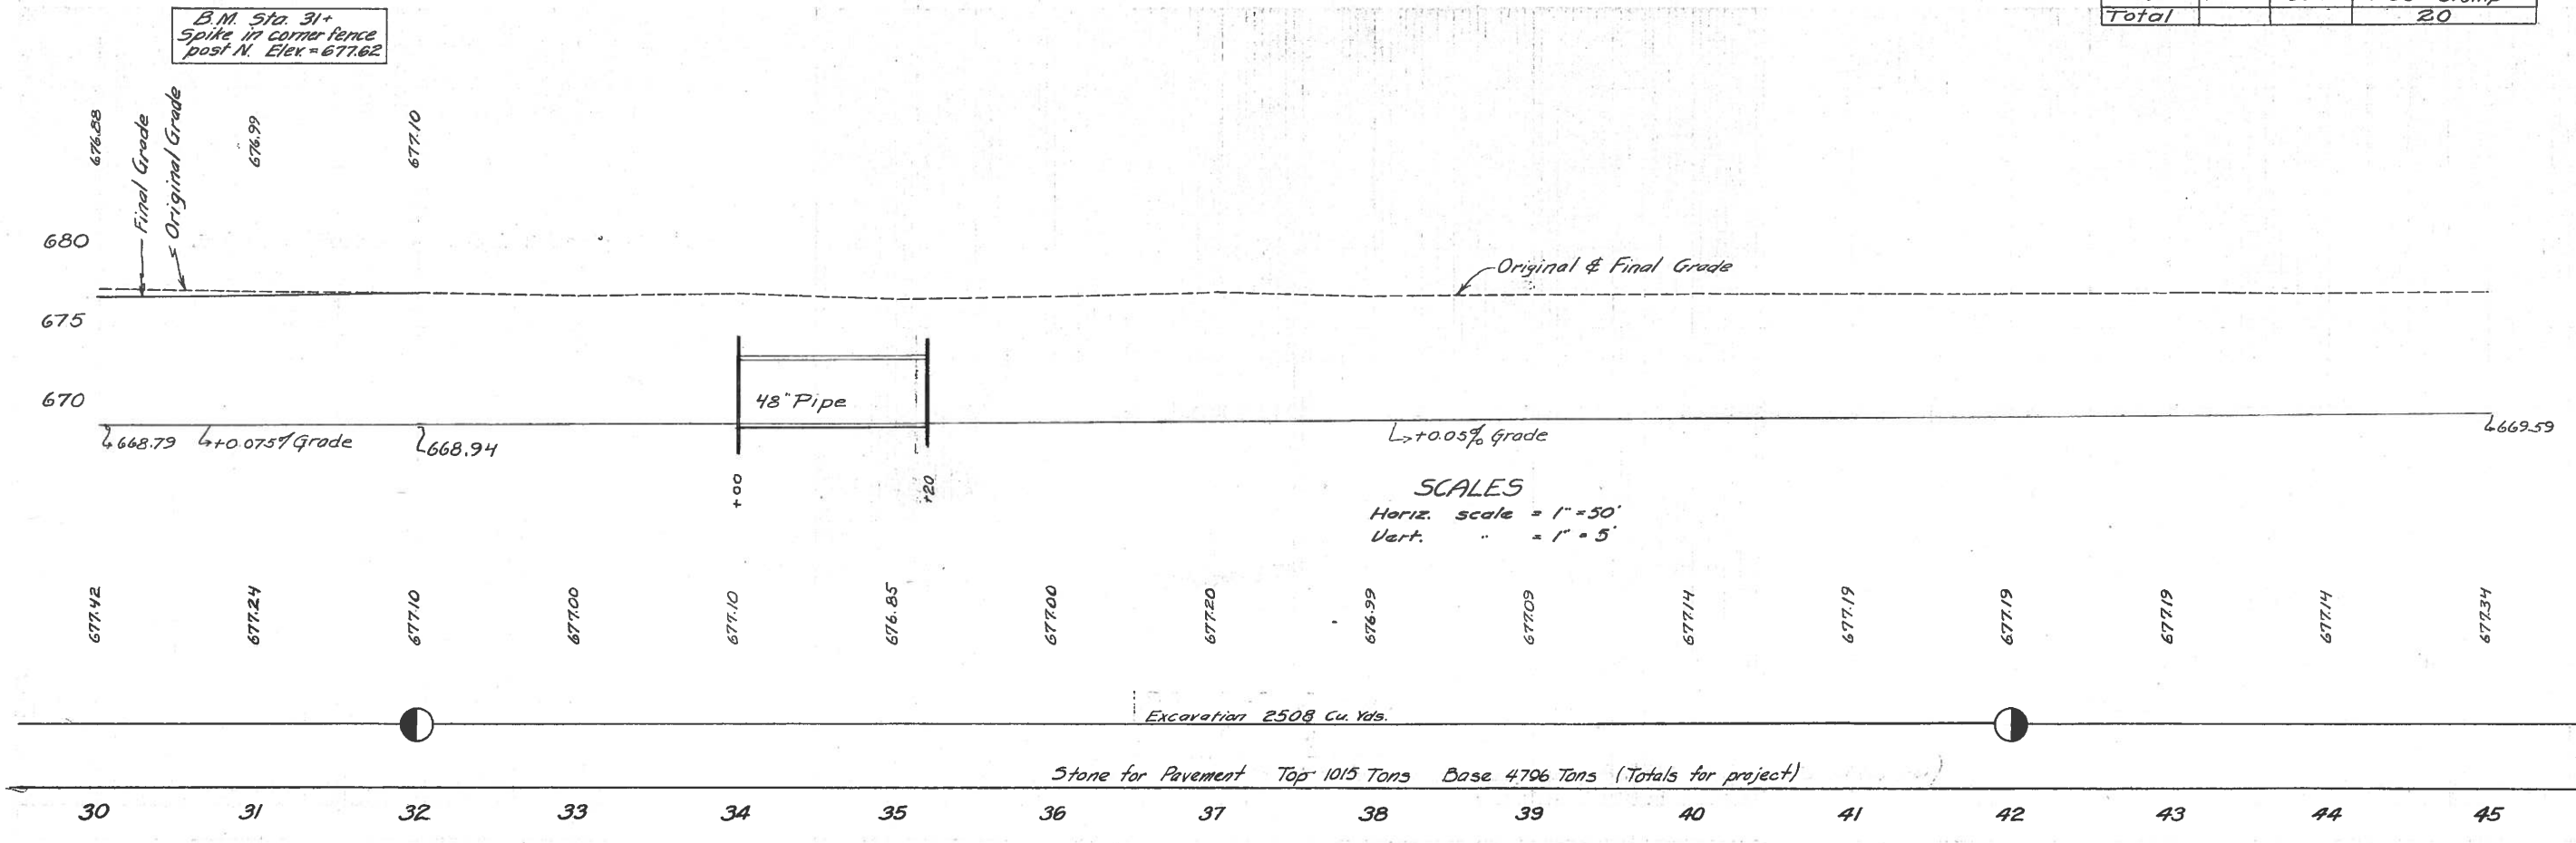 B.M. Sta. 31+
Spike in corner fence
post N. Elev. = 677.62
Total 20
676.88
Final Grade
Original Grade
676.99
677.10
680
Original & Final Grade
675
670
48" Pipe
668.79
+0.075% Grade
668.94
+0.05% Grade
669.59
+00
+20
SCALES
Horiz. scale = 1" = 50'
Vert. " = 1" = 5'
677.42 677.24 677.10 677.00 677.10 676.85 677.00 677.20 676.99 677.09 677.14 677.19 677.19 677.19 677.14 677.34
Excavation 2508 Cu. Yds.
Stone for Pavement Top 1015 Tons Base 4796 Tons (Totals for project)
30 31 32 33 34 35 36 37 38 39 40 41 42 43 44 45